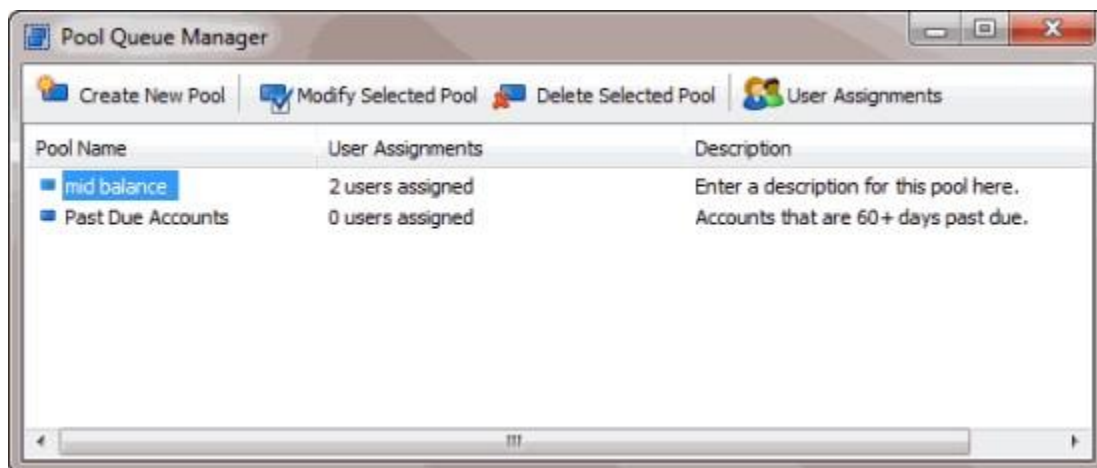 Pool Queue Manager
Create New Pool Modify Selected Pool Delete Selected Pool User Assignments
Pool Name User Assignments Description
mid balance 2 users assigned Enter a description for this pool here.
Past Due Accounts 0 users assigned Accounts that are 60+ days past due.